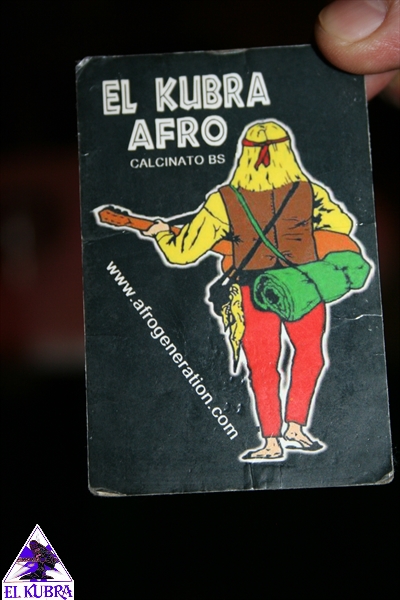 EL KUBRA
AFRO
CALCINATO BS
www.afrogeneration.com
EL KUBRA